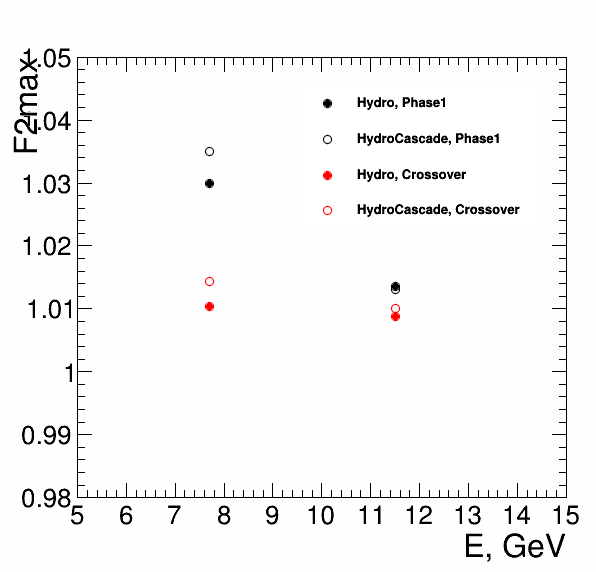 F2max
1.05
1.04
1.03
1.02
1.01
1
0.99
0.98
Hydro, Phase1
HydroCascade, Phase1
Hydro, Crossover
HydroCascade, Crossover
5 6 7 8 9 10 11 12 13 14 15
E, GeV